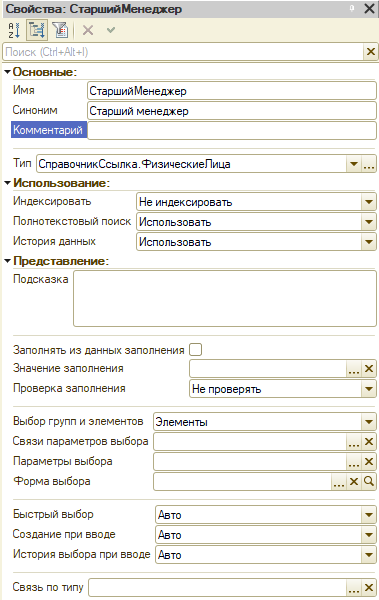 Свойства: СтаршийМенеджер
Поиск (Ctrl+Alt+I)
Основные:
Имя СтаршийМенеджер
Синоним Старший менеджер
Комментарий
Тип СправочникСсылка.ФизическиеЛица
Использование:
Индексировать Не индексировать
Полнотекстовый поиск Использовать
История данных Использовать
Представление:
Подсказка
Заполнять из данных заполнения
Значение заполнения
Проверка заполнения Не проверять
Выбор групп и элементов Элементы
Связи параметров выбора
Параметры выбора
Форма выбора
Быстрый выбор Авто
Создание при вводе Авто
История выбора при вводе Авто
Связь по типу